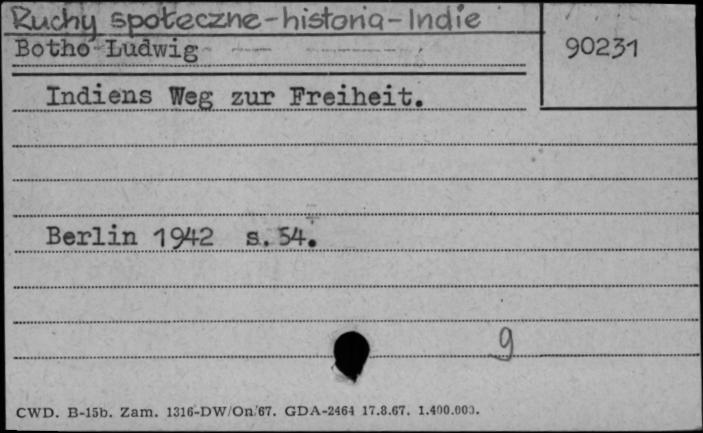 Ruchy społeczne-historia-Indie
Botho Ludwig
90231
Indiens Weg zur Freiheit.
Berlin 1942 s. 54.
9
CWD. B-15b. Zam. 1316-DW/On.'67. GDA-2464 17.8.67. 1.400.000.